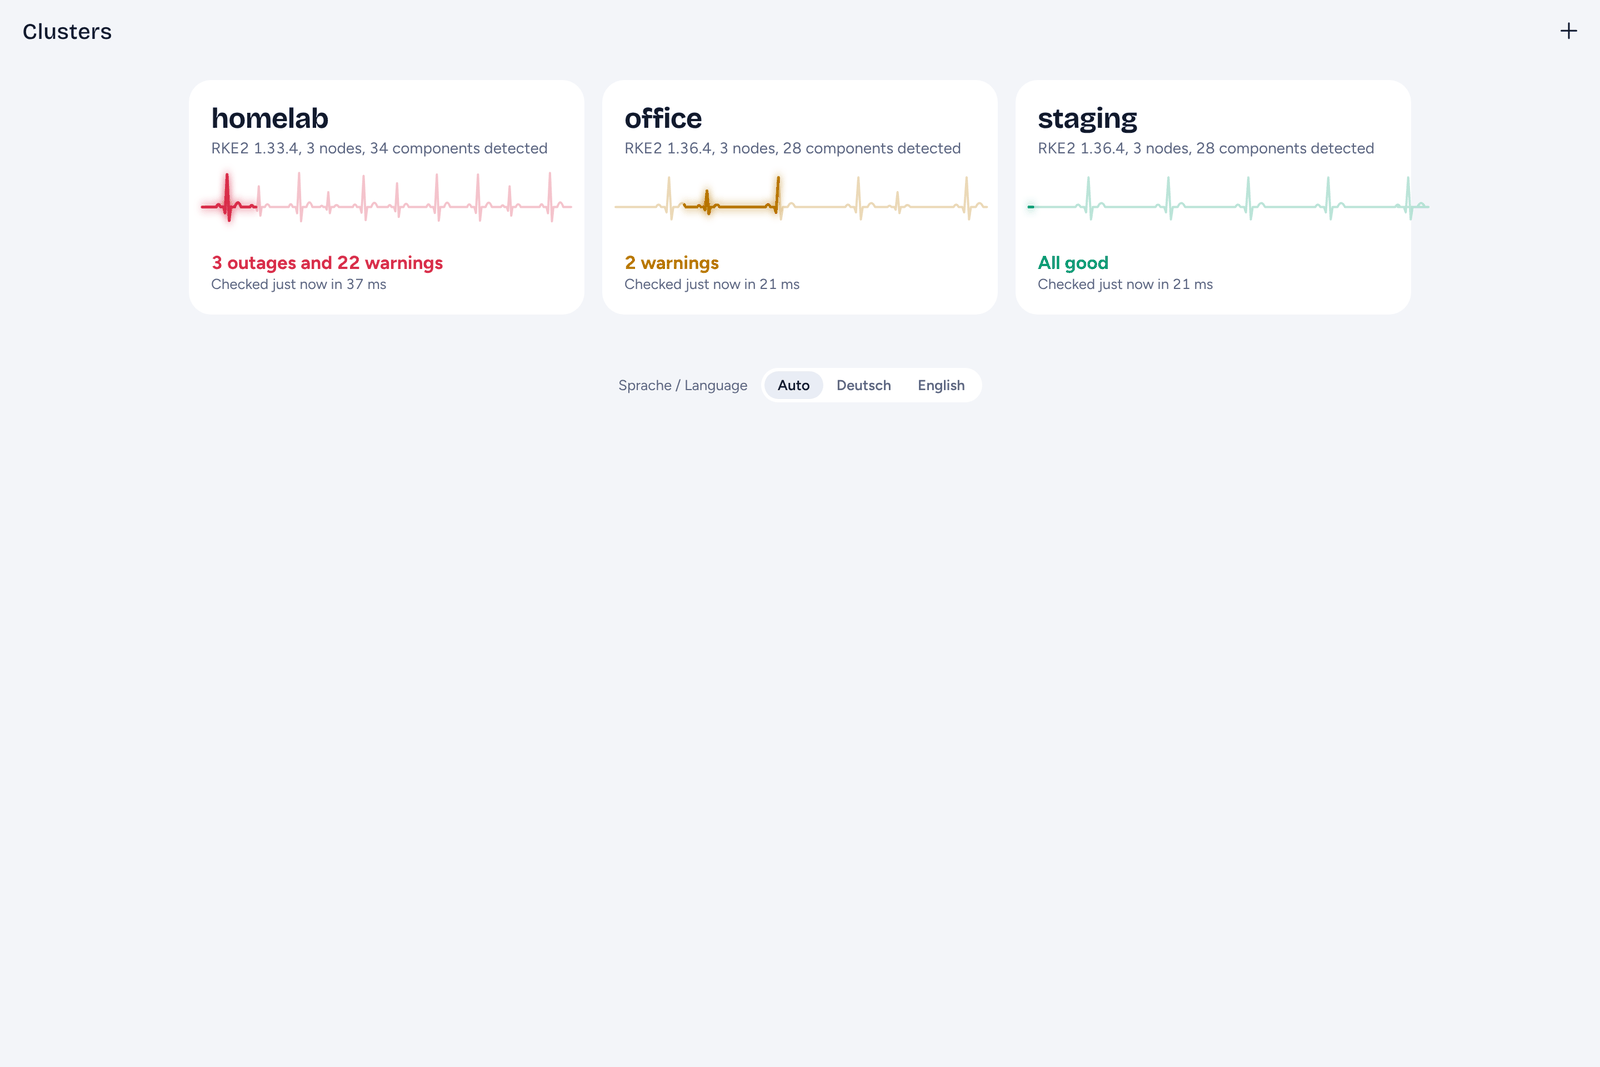 Clusters
homelab
RKE2 1.33.4, 3 nodes, 34 components detected
3 outages and 22 warnings
Checked just now in 37 ms
office
RKE2 1.36.4, 3 nodes, 28 components detected
2 warnings
Checked just now in 21 ms
staging
RKE2 1.36.4, 3 nodes, 28 components detected
All good
Checked just now in 21 ms
Sprache / Language Auto Deutsch English